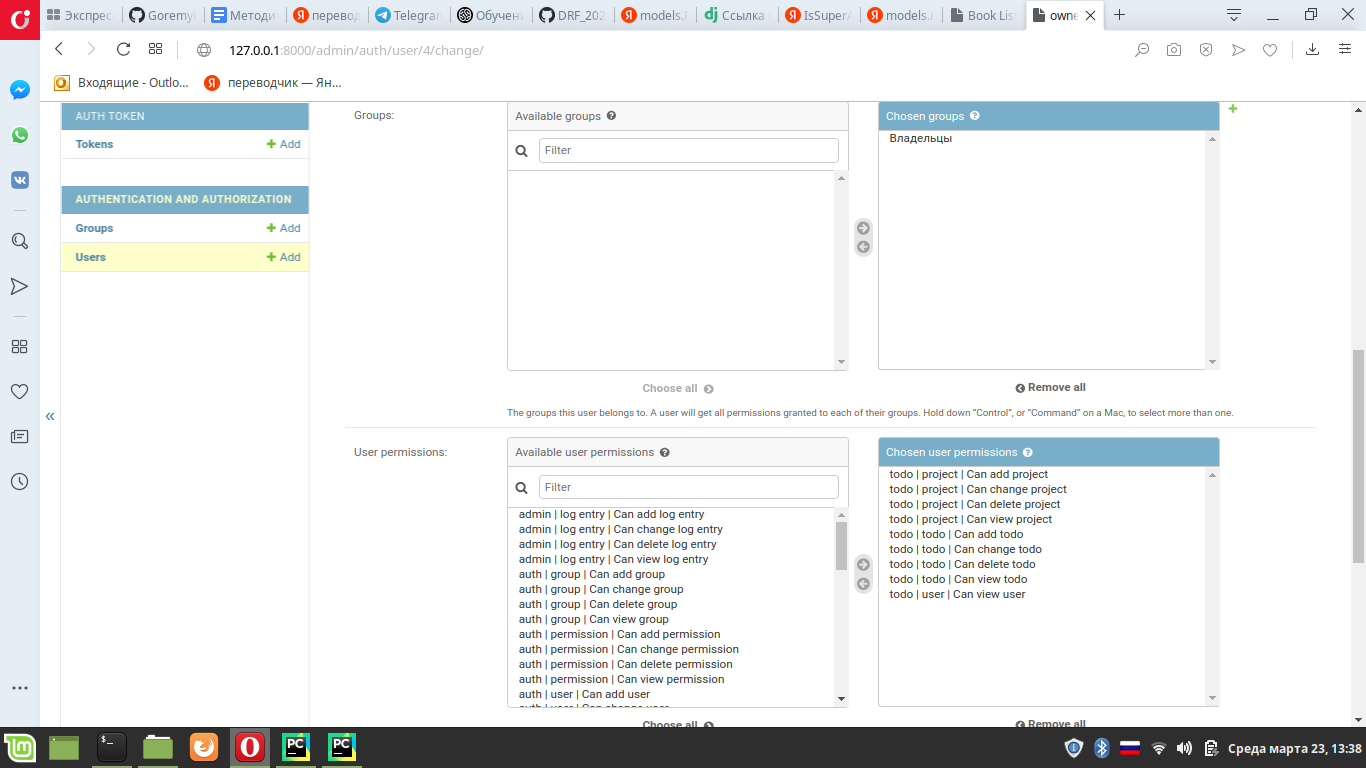 Экспрес
Goremy
Методи
перевод
Telegram
Обучен
DRF_202
models.
Ссылка
IsSuperA
models.
Book Lis
owne
127.0.0.1:8000/admin/auth/user/4/change/
Входящие - Outlo...
переводчик — Ян...
AUTH TOKEN
Tokens
Add
AUTHENTICATION AND AUTHORIZATION
Groups
Add
Users
Add
«
Groups:
Available groups
Filter
Choose all
Chosen groups
Владельцы
Remove all
The groups this user belongs to. A user will get all permissions granted to each of their groups. Hold down “Control”, or “Command” on a Mac, to select more than one.
User permissions:
Available user permissions
Filter
admin | log entry | Can add log entry
admin | log entry | Can change log entry
admin | log entry | Can delete log entry
admin | log entry | Can view log entry
auth | group | Can add group
auth | group | Can change group
auth | group | Can delete group
auth | group | Can view group
auth | permission | Can add permission
auth | permission | Can change permission
auth | permission | Can delete permission
auth | permission | Can view permission
auth | user | Can add user
auth | user | Can change user
Choose all
Chosen user permissions
todo | project | Can add project
todo | project | Can change project
todo | project | Can delete project
todo | project | Can view project
todo | todo | Can add todo
todo | todo | Can change todo
todo | todo | Can delete todo
todo | todo | Can view todo
todo | user | Can view user
Remove all
PC
PC
Среда марта 23, 13:38